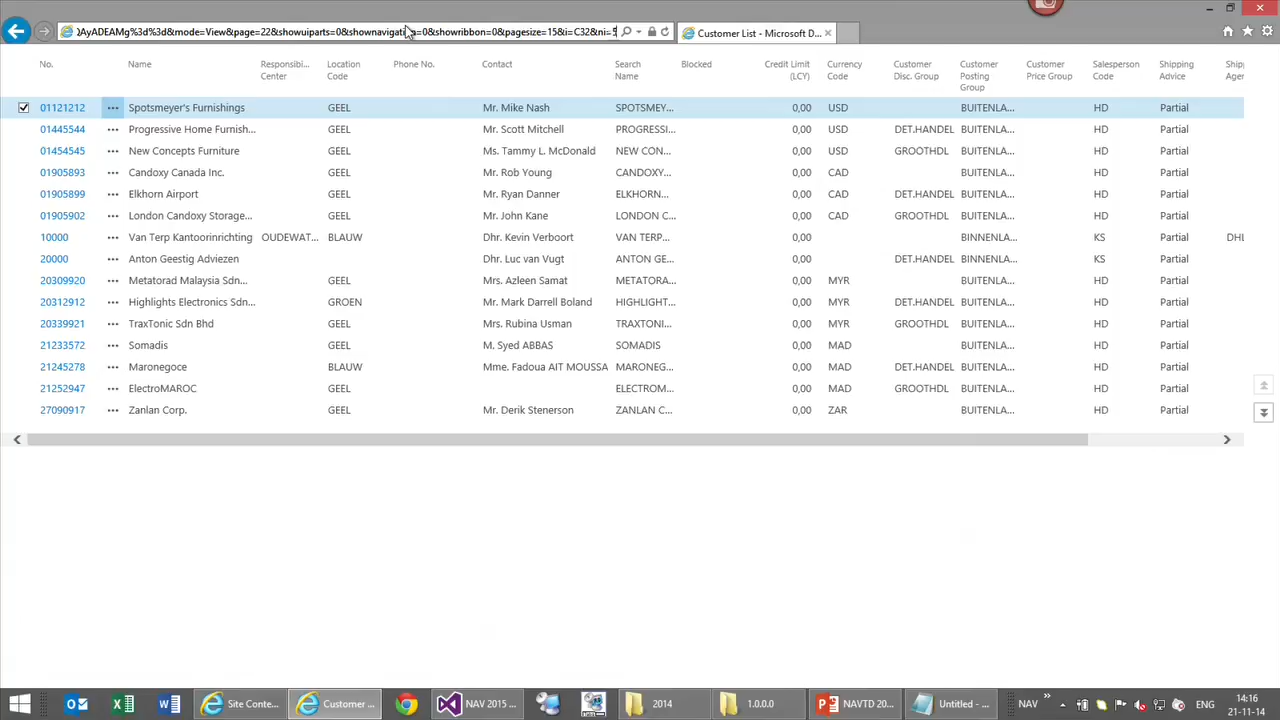 )AyADEAMg%3d%3d&mode=View&page=22&showuiparts=0&shownavigation=0&showribbon=0&pagesize=15&i=C32&ni=5
Customer List - Microsoft D...
No. Name Responsibi... Center Location Code Phone No. Contact Search Name Blocked Credit Limit (LCY) Currency Code Customer Disc. Group Customer Posting Group Customer Price Group Salesperson Code Shipping Advice Agen
01121212 ••• Spotsmeyer's Furnishings GEEL Mr. Mike Nash SPOTSMEY... 0,00 USD BUITENLA... HD Partial
01445544 ••• Progressive Home Furnish... GEEL Mr. Scott Mitchell PROGRESSI... 0,00 USD DET.HANDEL BUITENLA... HD Partial
01454545 ••• New Concepts Furniture GEEL Ms. Tammy L. McDonald NEW CON... 0,00 USD GROOTHDL BUITENLA... HD Partial
01905893 ••• Candoxy Canada Inc. GEEL Mr. Rob Young CANDOXY... 0,00 CAD BUITENLA... HD Partial
01905899 ••• Elkhorn Airport GEEL Mr. Ryan Danner ELKHORN... 0,00 CAD DET.HANDEL BUITENLA... HD Partial
01905902 ••• London Candoxy Storage... GEEL Mr. John Kane LONDON C... 0,00 CAD GROOTHDL BUITENLA... HD Partial
10000 ••• Van Terp Kantoorinrichting OUDEWAT... BLAUW Dhr. Kevin Verboort VAN TERP... 0,00 BINNENLA... KS Partial DHL
20000 ••• Anton Geestig Adviezen Dhr. Luc van Vugt ANTON GE... 0,00 DET.HANDEL BINNENLA... KS Partial
20309920 ••• Metatorad Malaysia Sdn... GEEL Mrs. Azleen Samat METATORA... 0,00 MYR BUITENLA... HD Partial
20312912 ••• Highlights Electronics Sdn... GROEN Mr. Mark Darrell Boland HIGHLIGHT... 0,00 MYR DET.HANDEL BUITENLA... HD Partial
20339921 ••• TraxTonic Sdn Bhd GEEL Mrs. Rubina Usman TRAXTONI... 0,00 MYR GROOTHDL BUITENLA... HD Partial
21233572 ••• Somadis GEEL M. Syed ABBAS SOMADIS 0,00 MAD BUITENLA... HD Partial
21245278 ••• Maronegoce BLAUW Mme. Fadoua AIT MOUSSA MARONEG... 0,00 MAD DET.HANDEL BUITENLA... HD Partial
21252947 ••• ElectroMAROC GEEL ELECTROM... 0,00 MAD GROOTHDL BUITENLA... HD Partial
27090917 ••• Zanlan Corp. GEEL Mr. Derik Stenerson ZANLAN C... 0,00 ZAR BUITENLA... HD Partial
Site Conte... Customer ... NAV 2015 ... 2014 1.0.0.0 NAVTD 20... Untitled - ... NAV ENG 14:16
21-11-14